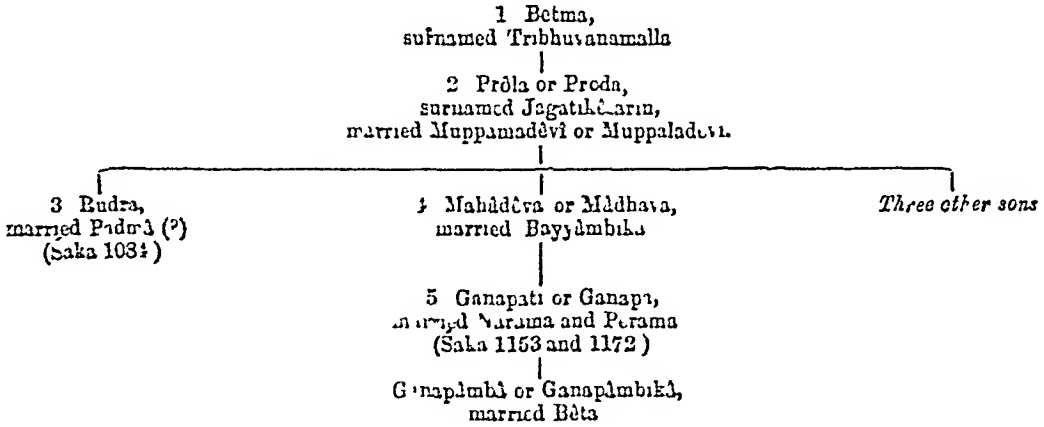 1 Betma,
surnamed Tribhuvanamalla
2 Prôla or Proda,
surnamed
married Muppamadêvî or Muppaladevi.
3 Rudra,
married Padmâ (?)
(Saka 1084)
4 Mahâdêva or Mâdhava,
married Bayyâmbikâ
Three other sons
5 Ganapati or Ganapa,
married Nârama and Perama
(Saka 1153 and 1172)
Ganapâmbâ or Ganapâmbikâ,
married Bêta